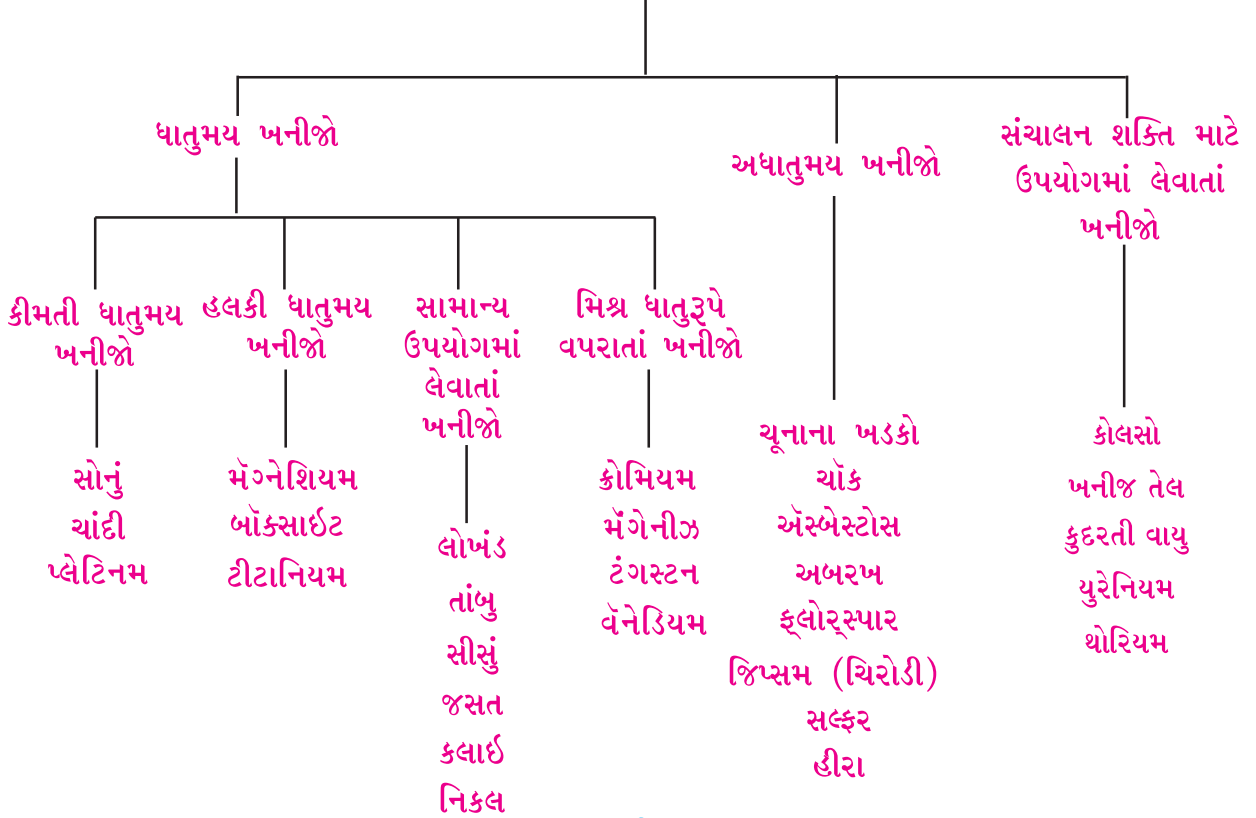 ધાતુમય ખનીજો
અધાતુમય ખનીજો
સંચાલન શક્તિ માટે
ઉપયોગમાં લેવાતાં
ખનીજો
કીમતી ધાતુમય
ખનીજો
સોનું
ચાંદી
પ્લેટિનમ
હલકી ધાતુમય
ખનીજો
મૅગ્નેશિયમ
બૉક્સાઇટ
ટીટાનિયમ
સામાન્ય
ઉપયોગમાં
લેવાતાં
ખનીજો
લોખંડ
તાંબુ
સીસું
જસત
કલાઇ
નિકલ
મિશ્ર ધાતુરૂપે
વપરાતાં ખનીજો
ક્રોમિયમ
મૅંગેનીઝ
ટંગસ્ટન
વૅનેડિયમ
ચૂનાના ખડકો
ચૉક
ઍસ્બેસ્ટોસ
અબરખ
ફ્લોર્સ્પાર
જિપ્સમ (ચિરોડી)
સલ્ફર
હીરા
કોલસો
ખનીજ તેલ
કુદરતી વાયુ
યુરેનિયમ
થોરિયમ